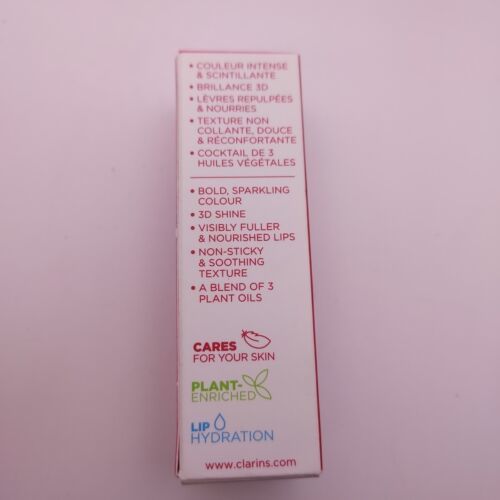 • COULEUR INTENSE
& SCINTILLANTE
• BRILLANCE 3D
• LÈVRES REPULPÉES
& NOURRIES
• TEXTURE NON
COLLANTE, DOUCE
& RÉCONFORTANTE
• COCKTAIL DE 3
HUILES VÉGÉTALES
• BOLD, SPARKLING
COLOUR
• 3D SHINE
• VISIBLY FULLER
& NOURISHED LIPS
• NON-STICKY
& SOOTHING
TEXTURE
• A BLEND OF 3
PLANT OILS
CARES
FOR YOUR SKIN
PLANT-
ENRICHED
LIP
HYDRATION
www.clarins.com